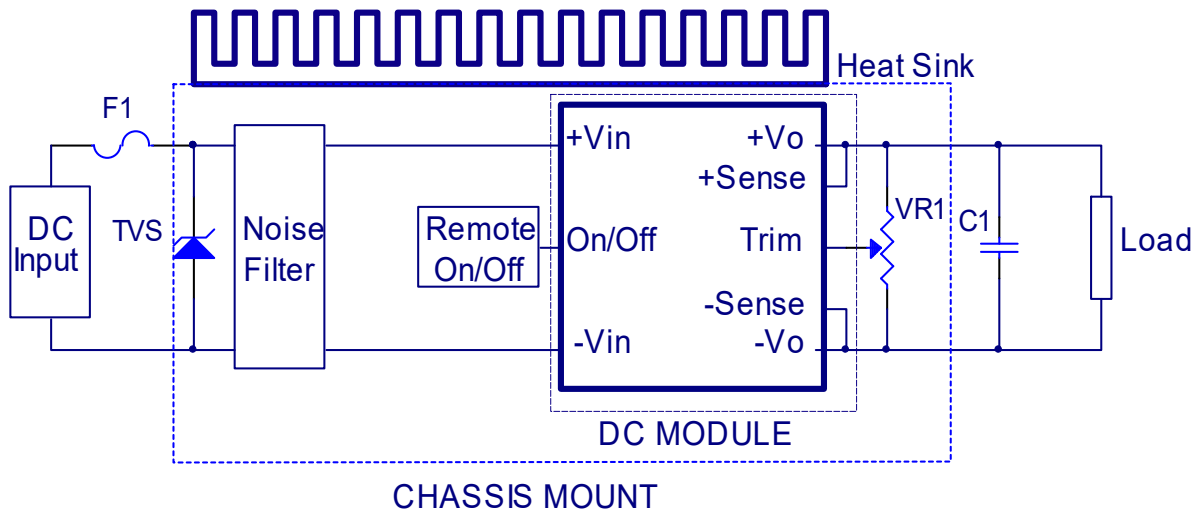 Heat Sink
F1
+Vin
+Vo
+Sense
DC
Input
TVS
Noise
Filter
Remote
On/Off
On/Off
Trim
VR1
C1
Load
-Sense
-Vin
-Vo
DC MODULE
CHASSIS MOUNT